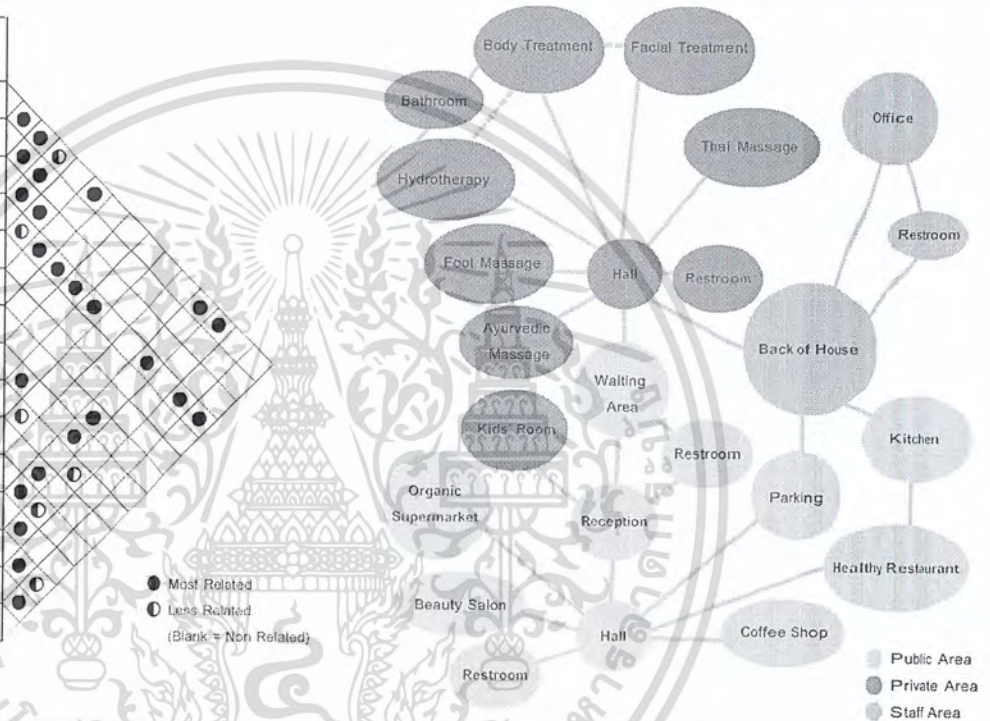 Body Treatment
Facial Treatment
Bathroom
Office
Thai Massage
Hydrotherapy
Restroom
Foot Massage
Hall
Restroom
Ayurvedic
Massage
Back of House
Waiting
Area
Kids' Room
Kitchen
Restroom
Organic
Supermarket
Parking
Reception
Healthy Restaurant
Most Related
Less Related
(Blank = Non Related)
Beauty Salon
Hall
Coffee Shop
Restroom
Public Area
Private Area
Staff Area